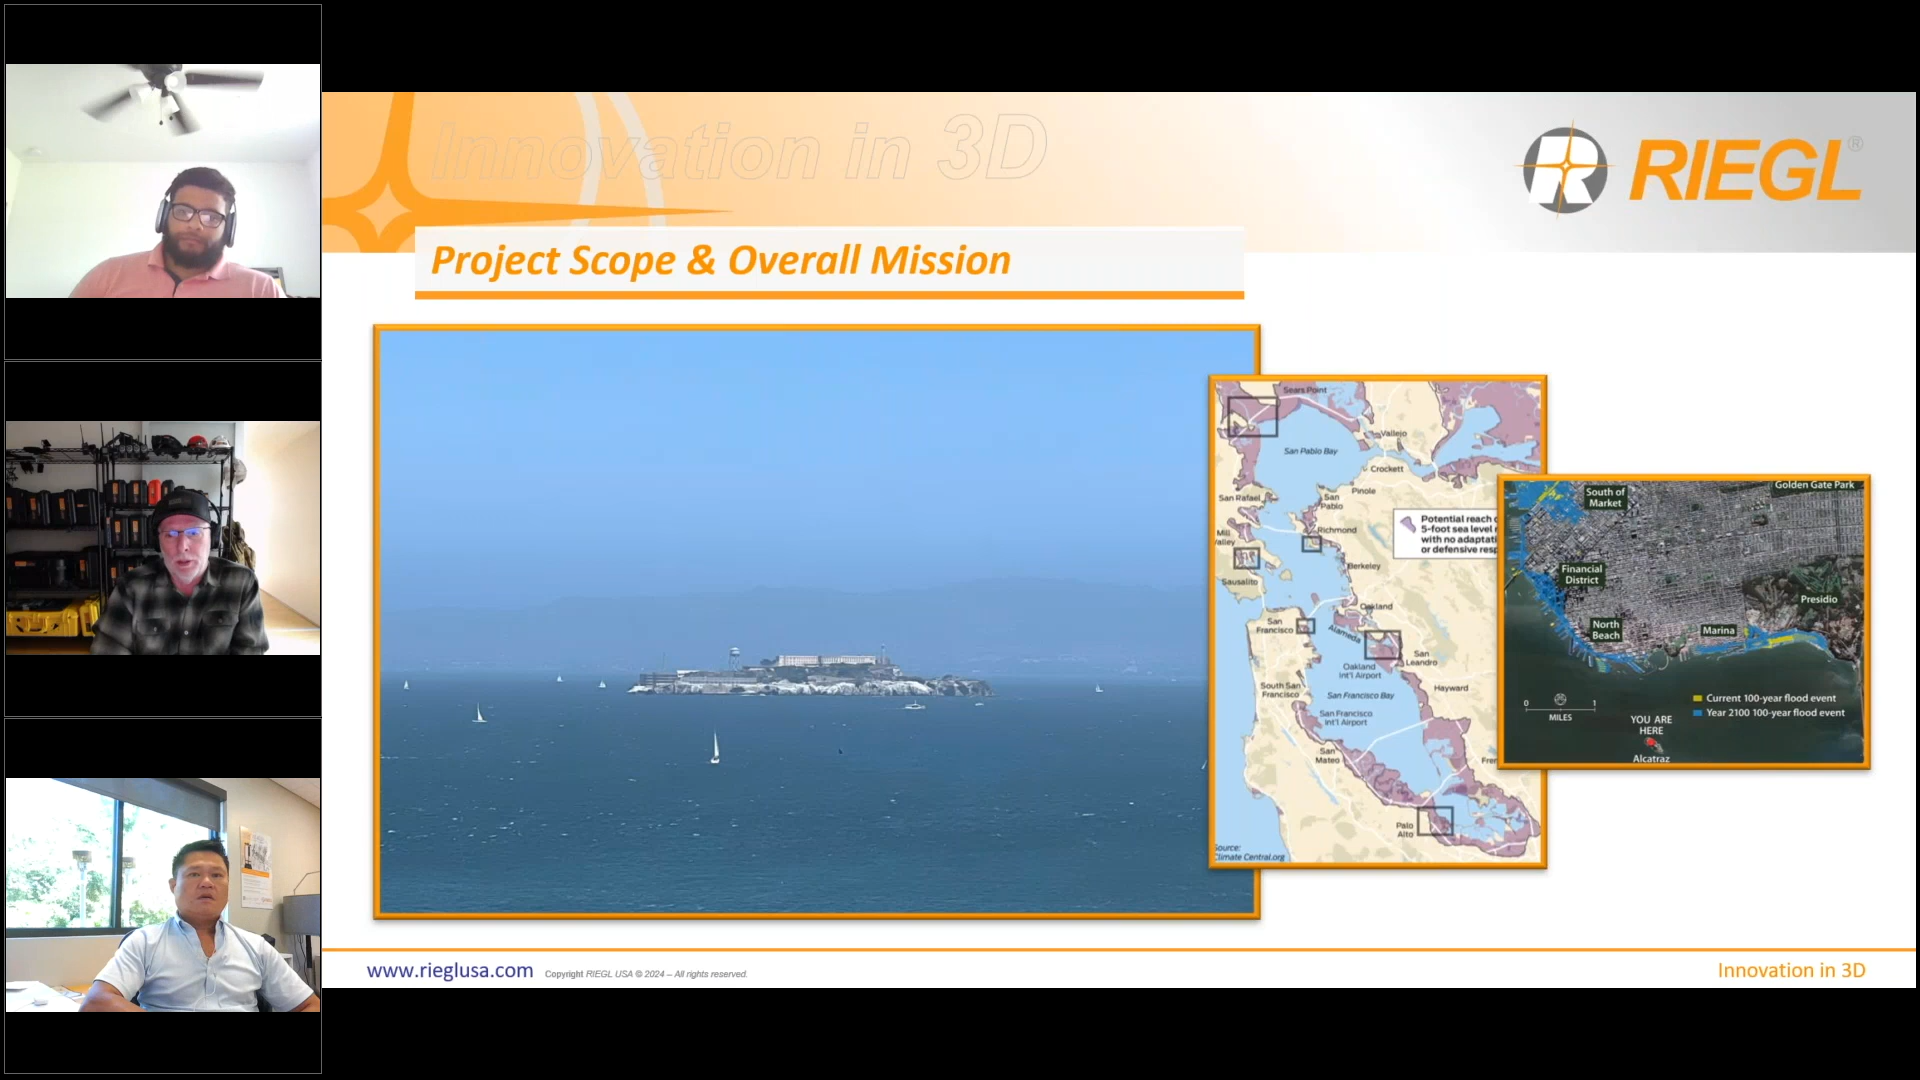 Innovation in 3D
RIEGL®
Project Scope & Overall Mission
Sears Point
Vallejo
San Pablo Bay
Crockett
Pinole
San Rafael
San
Pablo
Richmond
Mill
Valley
Potential reach
5-foot sea level
with no
or defensive
Berkeley
Sausalito
Oakland
San
Francisco
Alameda
San
Leandro
Oakland
Int'l Airport
South San
Francisco
San Francisco Bay
Hayward
San Francisco
Int'l Airport
San
Mateo
Palo
Alto
Climate Central.org
Golden Gate Park
South of
Market
Financial
District
Presidio
North
Beach
Marina
0 1
MILES
Current 100-year flood event
Year 2100 100-year flood event
YOU ARE
HERE
Alcatraz
www.rieglusa.com
Copyright RIEGL USA © 2024 – All rights reserved.
Innovation in 3D